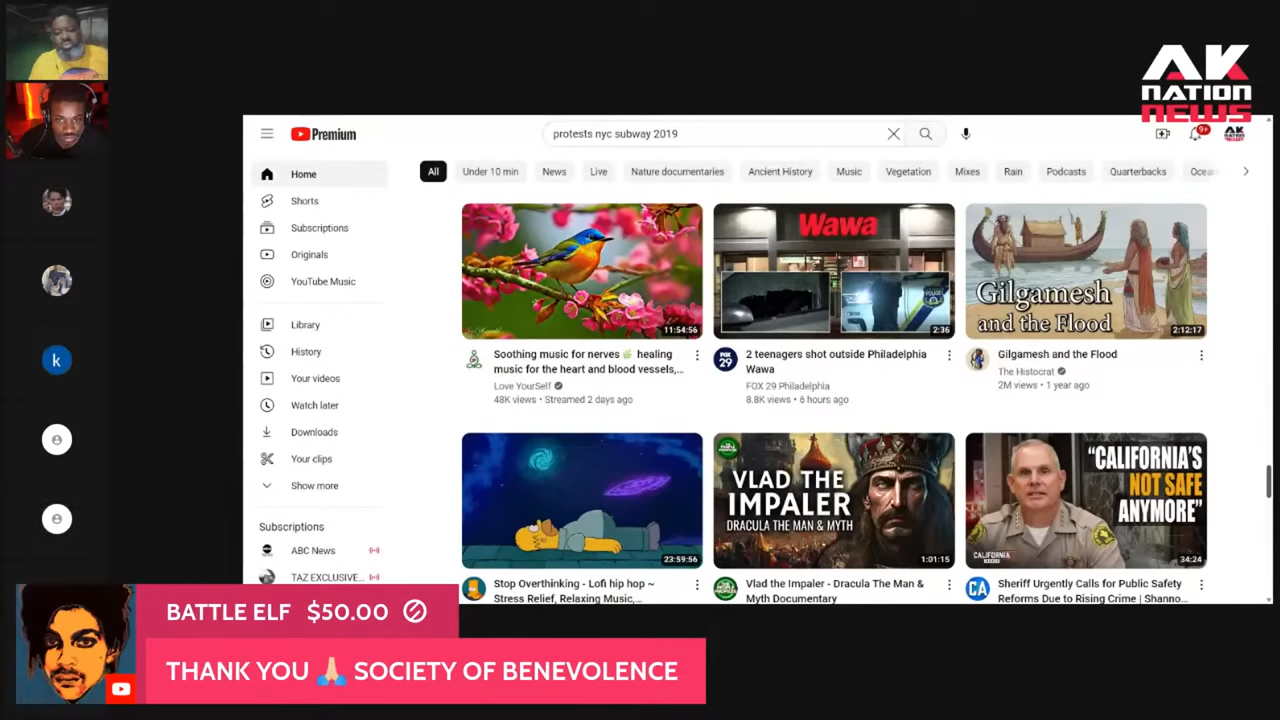 AK
NATION
NEWS
Premium
protests nyc subway 2019
9+
AK
Home
Shorts
Subscriptions
Originals
YouTube Music
Library
History
Your videos
Watch later
Downloads
Your clips
Show more
Subscriptions
ABC News
TAZ EXCLUSIVE...
All
Under 10 min
News
Live
Nature documentaries
Ancient History
Music
Vegetation
Mixes
Rain
Podcasts
Quarterbacks
Ocean
11:54:56
Soothing music for nerves 🌿 healing
music for the heart and blood vessels,...
Love YourSelf
48K views • Streamed 2 days ago
Wawa
2:36
FOX
29
2 teenagers shot outside Philadelphia
Wawa
FOX 29 Philadelphia
8.8K views • 6 hours ago
Gilgamesh
and the Flood
2:12:17
Gilgamesh and the Flood
The Histocrat
2M views • 1 year ago
23:59:56
Stop Overthinking - Lofi hip hop ~
Stress Relief, Relaxing Music,...
VLAD THE
IMPALER
DRACULA THE MAN & MYTH
1:01:15
Vlad the Impaler - Dracula The Man &
Myth Documentary
"CALIFORNIA'S
NOT SAFE
ANYMORE"
CALIFORNIA
34:24
CA
Sheriff Urgently Calls for Public Safety
Reforms Due to Rising Crime | Shanno...
k
BATTLE ELF $50.00
THANK YOU 🙏🏼 SOCIETY OF BENEVOLENCE